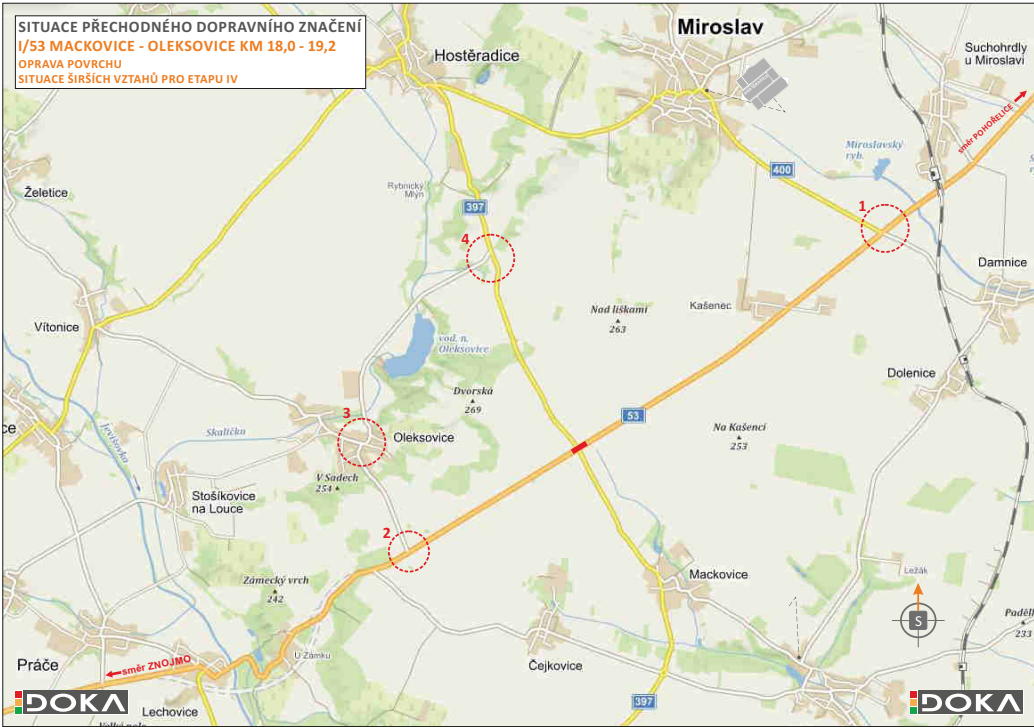 SITUACE PŘECHODNÉHO DOPRAVNÍHO ZNAČENÍ
I/53 MACKOVICE - OLEKSOVICE KM 18,0 - 19,2
OPRAVA POVRCHU
SITUACE ŠIRŠÍCH VZTAHŮ PRO ETAPU IV
Miroslav
Hostěradice
Suchohrdly
u Miroslavi
směr POHOŘELICE
Miroslavský
ryb.
400
Želetice
Rybnický
Mlýn
397
1
4
Damnice
Kašenec
Nad liškami
263
Vítonice
vod. n.
Oleksovice
Dolenice
Dvorská
269
53
3
ce
Jevišovka
Skalička
Oleksovice
Na Kašenci
253
V Sadech
254
Stošíkovice
na Louce
2
Mackovice
Ležák
Zámecký vrch
242
S
233
U Zámku
Práče
směr ZNOJMO
Čejkovice
397
DOKA
Lechovice
DOKA